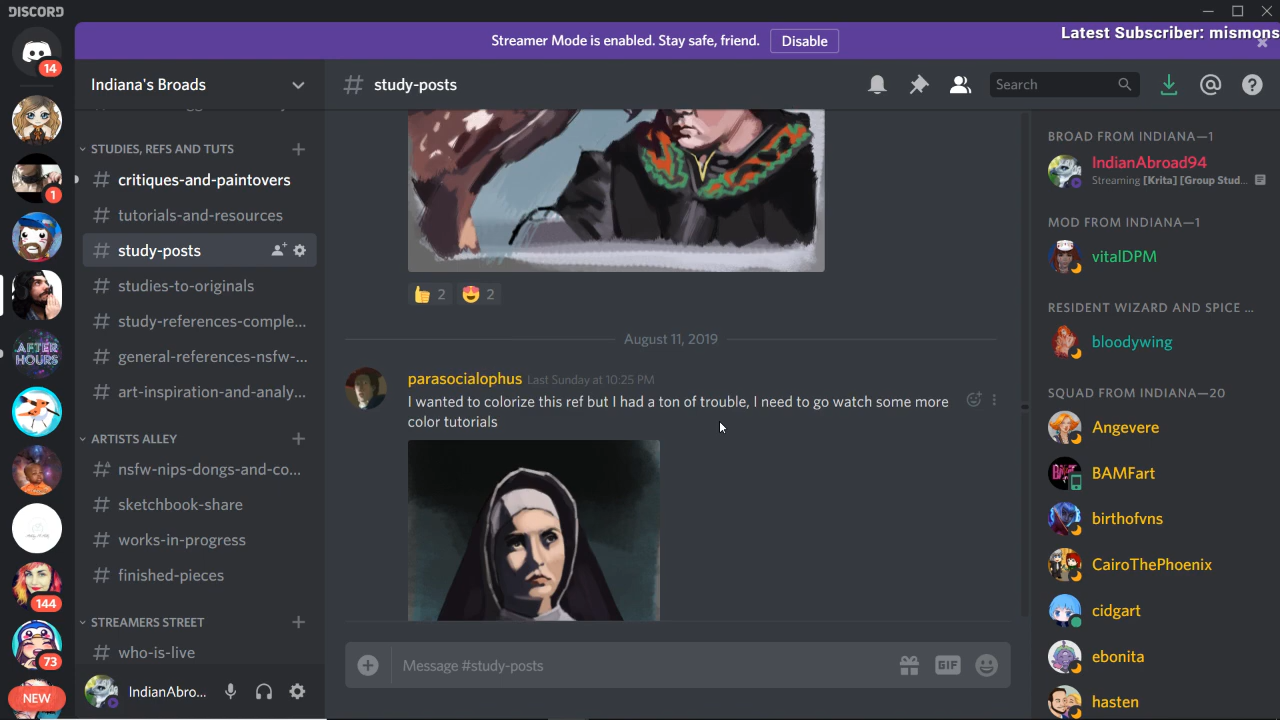 DISCORD
Streamer Mode is enabled. Stay safe, friend.
Disable
Latest Subscriber: mismons
14
1
AFTER
HOURS
144
73
NEW
Indiana's Broads
STUDIES, REFS AND TUTS
critiques-and-paintovers
tutorials-and-resources
study-posts
studies-to-originals
study-references-comple...
general-references-nsfw-...
art-inspiration-and-analy...
ARTISTS ALLEY
nsfw-nips-dongs-and-co...
sketchbook-share
works-in-progress
finished-pieces
STREAMERS STREET
who-is-live
IndianAbro...
# study-posts
Search
👍 2 😍 2
August 11, 2019
parasocialophus Last Sunday at 10:25 PM
I wanted to colorize this ref but I had a ton of trouble, I need to go watch some more
color tutorials
Message #study-posts
GIF
BROAD FROM INDIANA—1
IndianAbroad94
Streaming [Krita] [Group Stud...
MOD FROM INDIANA—1
vitalDPM
RESIDENT WIZARD AND SPICE ...
bloodywing
SQUAD FROM INDIANA—20
Angevere
BAMFart
birthofvns
CairoThePhoenix
cidgart
ebonita
hasten